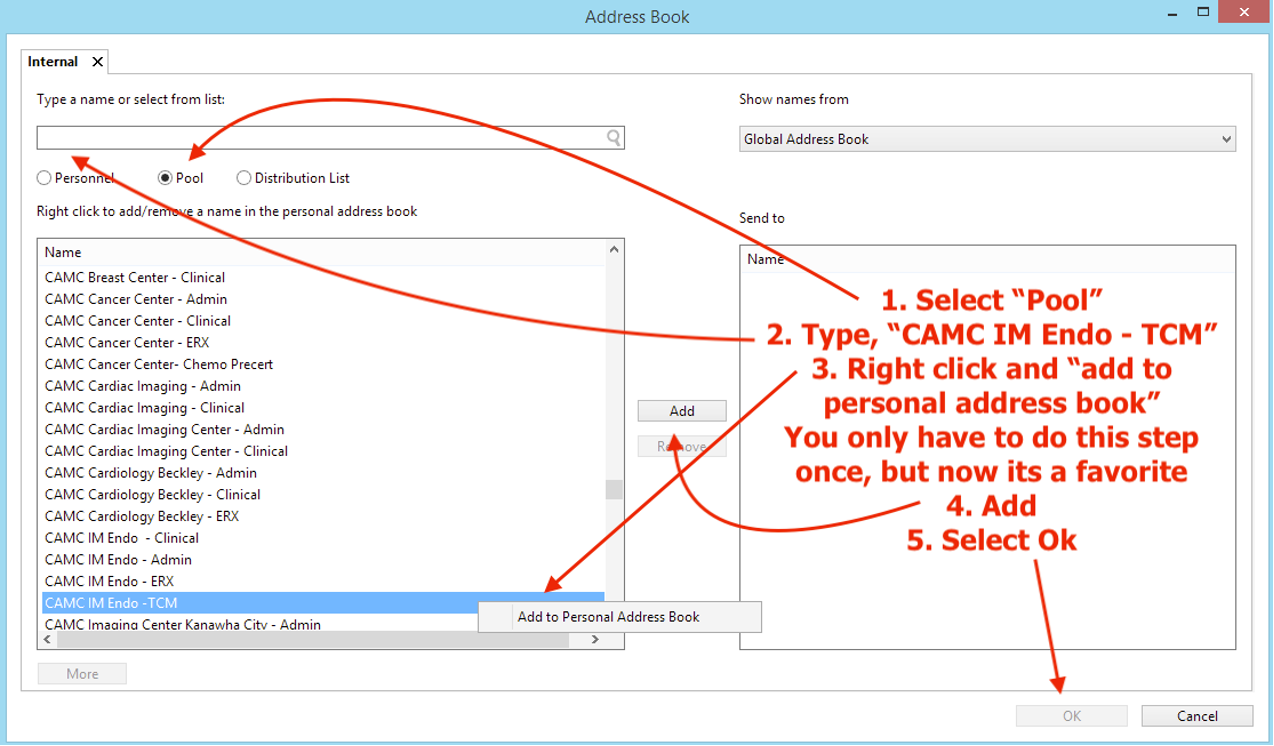 Address Book
Internal X
Type a name or select from list:
Show names from
Global Address Book
Personnel
Pool
Distribution List
Right click to add/remove a name in the personal address book
Send to
Name
CAMC Breast Center - Clinical
CAMC Cancer Center - Admin
CAMC Cancer Center - Clinical
CAMC Cancer Center - ERX
CAMC Cancer Center- Chemo Precert
CAMC Cardiac Imaging - Admin
CAMC Cardiac Imaging - Clinical
CAMC Cardiac Imaging Center - Admin
CAMC Cardiac Imaging Center - Clinical
CAMC Cardiology Beckley - Admin
CAMC Cardiology Beckley - Clinical
CAMC Cardiology Beckley - ERX
CAMC IM Endo  - Clinical
CAMC IM Endo - Admin
CAMC IM Endo - ERX
CAMC IM Endo -TCM
CAMC Imaging Center Kanawha City - Admin
Add to Personal Address Book
More
Add
Remove
Name
1. Select “Pool”
2. Type, “CAMC IM Endo - TCM”
3. Right click and “add to
personal address book”
You only have to do this step
once, but now its a favorite
4. Add
5. Select Ok
OK
Cancel